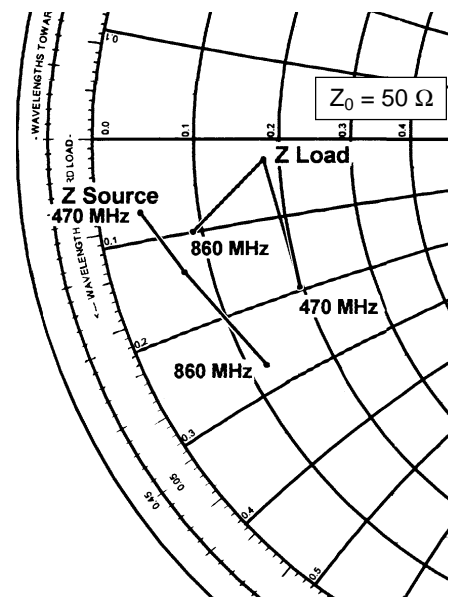 - WAVELENGTHS TOWAR
0.1
Z₀ = 50 Ω
0.0
0.1
0.2
0.3
0.4
RD LOAD -
Z Load
Z Source
470 MHz
860 MHz
0.1
<— WAVELENGTH
470 MHz
0.2
860 MHz
0.3
0.05
0.45
0.4
0.5